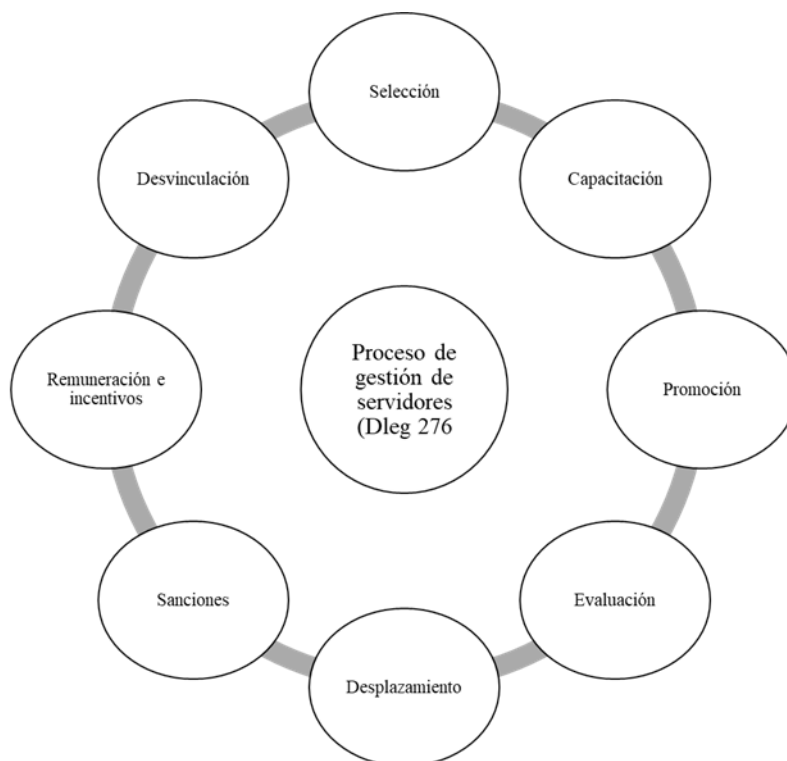 Selección
Desvinculación
Capacitación
Remuneración e
incentivos
Proceso de
gestión de
servidores
(Dleg 276
Promoción
Sanciones
Evaluación
Desplazamiento